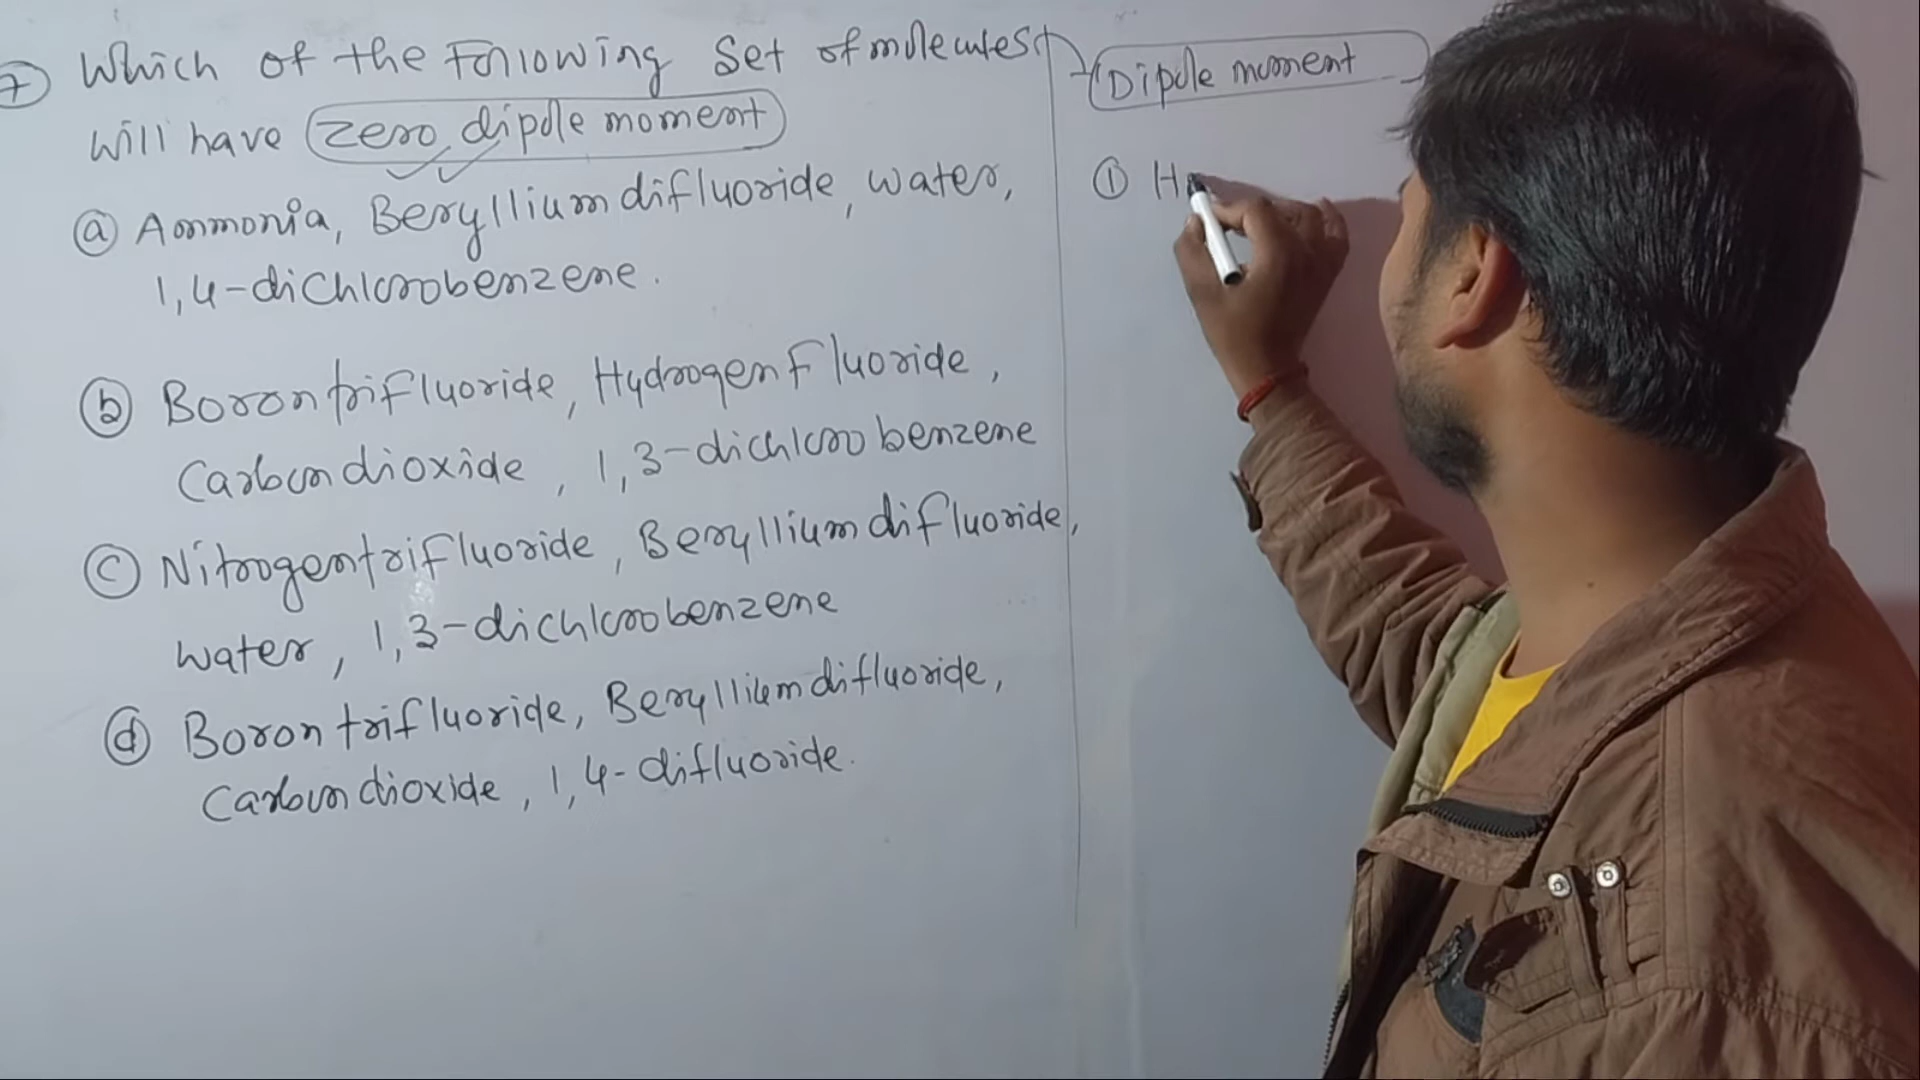 7 Which of the Following Set of molecules
will have zero dipole moment
a Ammonia, Beryllium difluoride, water,
1,4-dichlorobenzene.
b Boron trifluoride, Hydrogen Fluoride,
Carbon dioxide, 1,3-dichloro benzene
c Nitrogen trifluoride, Beryllium difluoride,
water, 1,3-dichlorobenzene
d Boron trifluoride, Beryllium difluoride,
Carbon dioxide, 1,4-difluoride.
Dipole moment
1 H